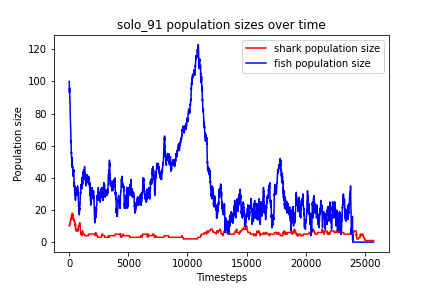 solo_91 population sizes over time
shark population size
fish population size
Population size
120
100
80
60
40
20
0
0
5000
10000
15000
20000
25000
Timesteps